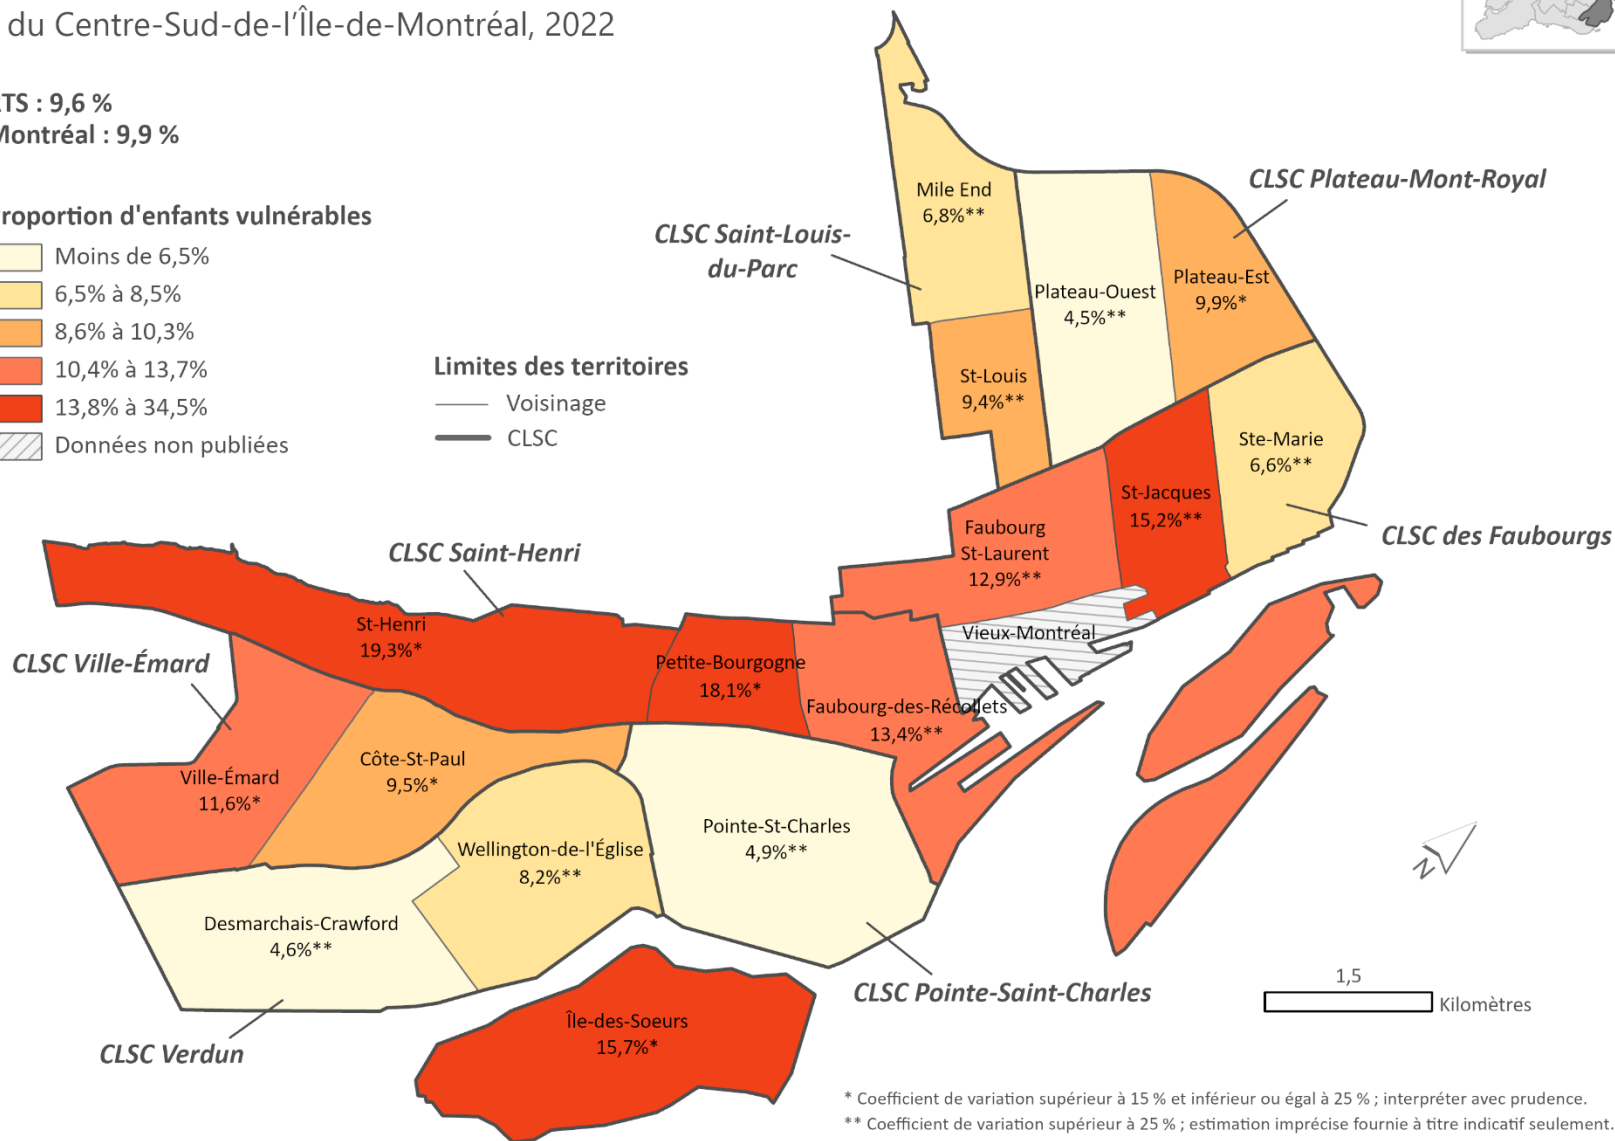 du Centre-Sud-de-l'Île-de-Montréal, 2022
TS : 9,6 %
Montréal : 9,9 %
roportion d'enfants vulnérables
Moins de 6,5%
6,5% à 8,5%
8,6% à 10,3%
10,4% à 13,7%
13,8% à 34,5%
Données non publiées
Limites des territoires
Voisinage
CLSC
CLSC Saint-Louis-
du-Parc
Mile End
6,8%**
CLSC Plateau-Mont-Royal
Plateau-Ouest
4,5%**
Plateau-Est
9,9%*
St-Louis
9,4%**
Ste-Marie
6,6%**
St-Jacques
15,2%**
Faubourg
St-Laurent
12,9%**
CLSC des Faubourgs
CLSC Saint-Henri
St-Henri
19,3%*
Vieux-Montréal
CLSC Ville-Émard
Petite-Bourgogne
18,1%*
Faubourg-des-Récollets
13,4%**
Ville-Émard
11,6%*
Côte-St-Paul
9,5%*
Pointe-St-Charles
4,9%**
Wellington-de-l'Église
8,2%**
Desmarchais-Crawford
4,6%**
N
CLSC Pointe-Saint-Charles
1,5
Kilomètres
Île-des-Soeurs
15,7%*
CLSC Verdun
* Coefficient de variation supérieur à 15 % et inférieur ou égal à 25 % ; interpréter avec prudence.
** Coefficient de variation supérieur à 25 % ; estimation imprécise fournie à titre indicatif seulement.